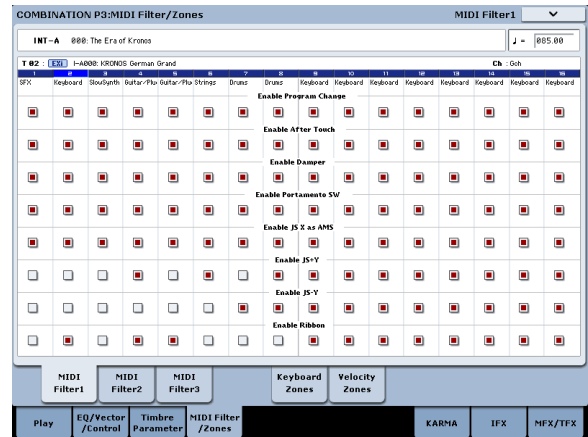 COMBINATION P3:MIDI Filter/Zones MIDI Filter1
INT-A 000: The Era of Kronos ♩= 085.00
T 02 : EXi I-A000: KRONOS German Grand Ch : Gch
1 2 3 4 5 6 7 8 9 10 11 12 13 14 15 16
SFX Keyboard SlowSynth Guitar/Plu Guitar/Plu Strings Drums Drums Keyboard Keyboard Keyboard Keyboard Keyboard Keyboard Keyboard Keyboard
Enable Program Change
Enable After Touch
Enable Damper
Enable Portamento SW
Enable JS X as AMS
Enable JS+Y
Enable JS-Y
Enable Ribbon
MIDI Filter1 MIDI Filter2 MIDI Filter3 Keyboard Zones Velocity Zones
Play EQ/Vector /Control Timbre Parameter MIDI Filter /Zones KARMA IFX MFX/TFX